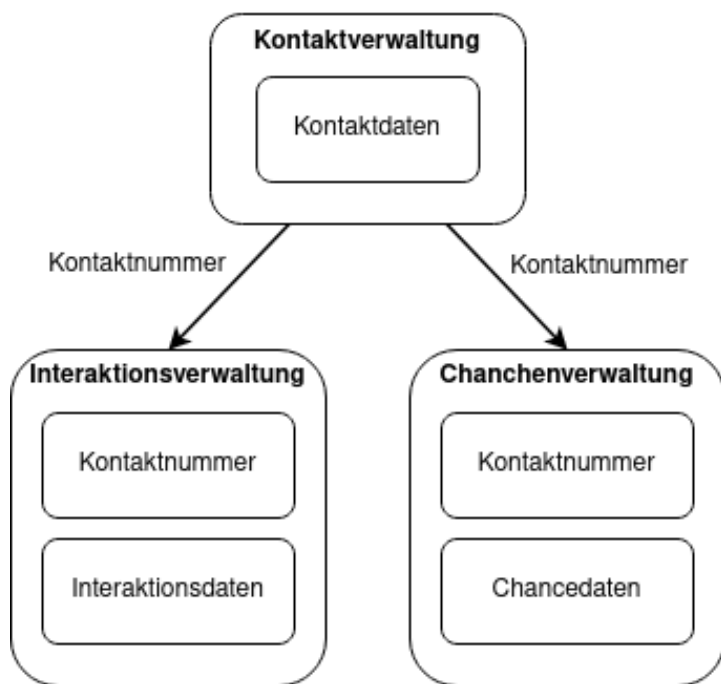 Kontaktverwaltung
Kontaktdaten
Kontaktnummer
Kontaktnummer
Interaktionsverwaltung
Kontaktnummer
Interaktionsdaten
Chanchenverwaltung
Kontaktnummer
Chancedaten